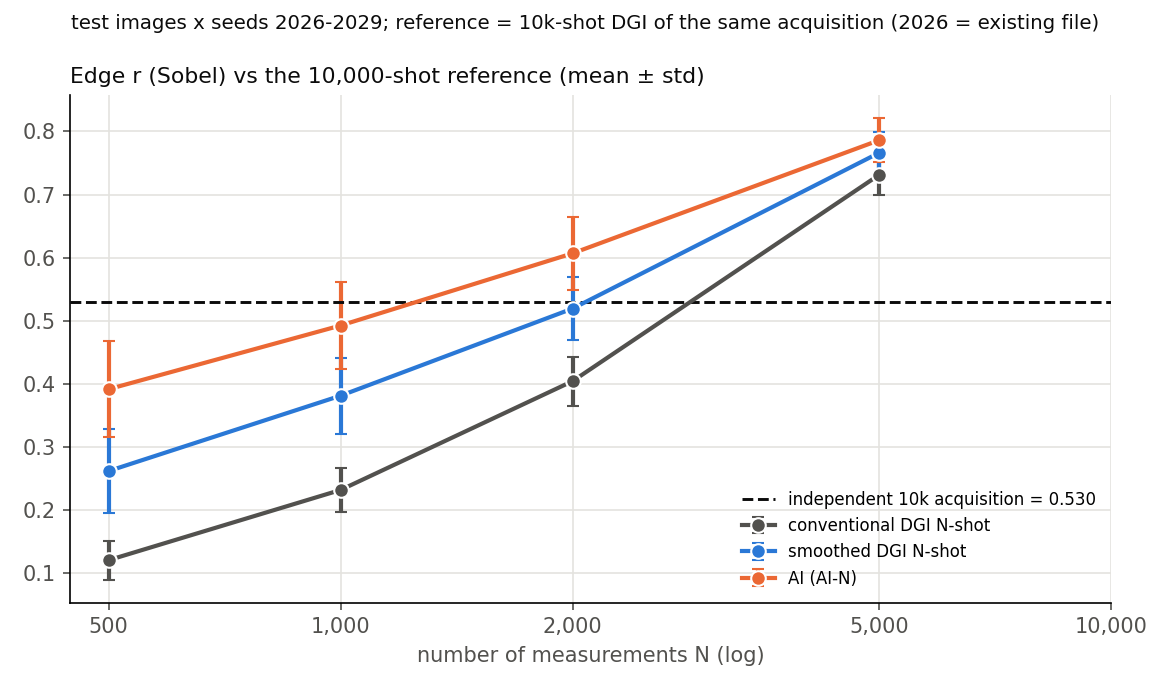 test images x seeds 2026-2029; reference = 10k-shot DGI of the same acquisition (2026 = existing file)
Edge r (Sobel) vs the 10,000-shot reference (mean ± std)
0.8
0.7
0.6
0.5
0.4
0.3
0.2
0.1
independent 10k acquisition = 0.530
conventional DGI N-shot
smoothed DGI N-shot
AI (AI-N)
500 1,000 2,000 5,000 10,000
number of measurements N (log)